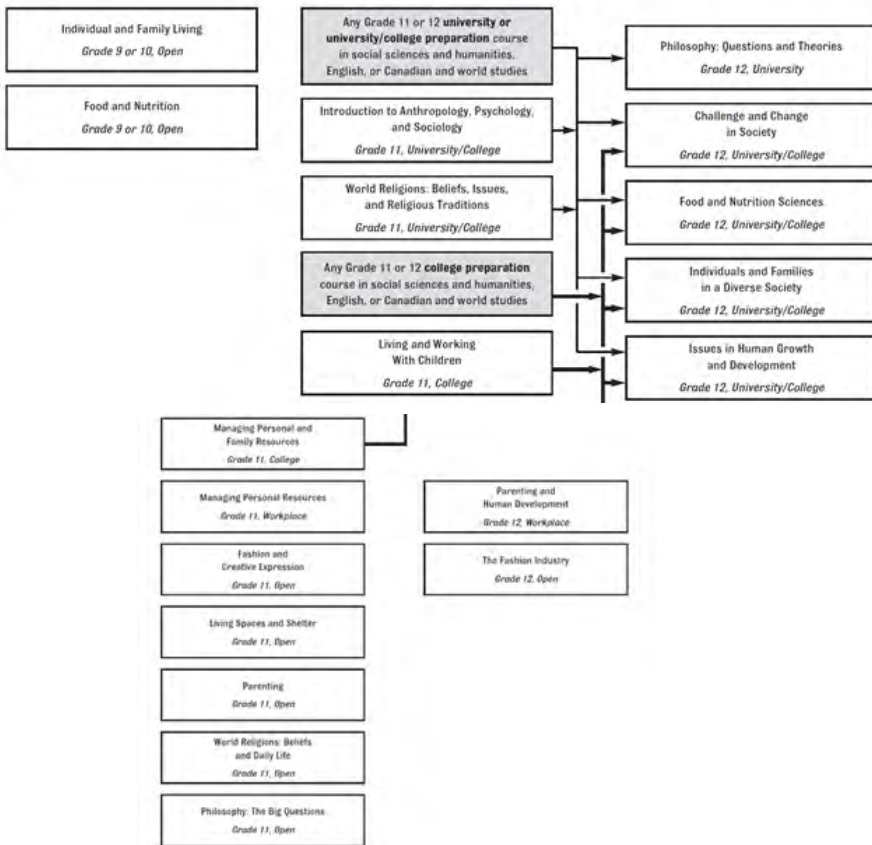 Individual and Family Living
Grade 9 or 10, Open
Food and Nutrition
Grade 9 or 10, Open
Any Grade 11 or 12 university or
university/college preparation course
in social sciences and humanities,
English, or Canadian and world studies
Introduction to Anthropology, Psychology,
and Sociology
Grade 11, University/College
World Religions: Beliefs, Issues,
and Religious Traditions
Grade 11, University/College
Any Grade 11 or 12 college preparation
course in social sciences and humanities,
English, or Canadian and world studies
Living and Working
With Children
Grade 11, College
Philosophy: Questions and Theories
Grade 12, University
Challenge and Change
in Society
Grade 12, University/College
Food and Nutrition Sciences
Grade 12, University/College
Individuals and Families
in a Diverse Society
Grade 12, University/College
Issues in Human Growth
and Development
Grade 12, University/College
Managing Personal and
Family Resources
Grade 11, College
Managing Personal Resources
Grade 11, Workplace
Fashion and
Creative Expression
Grade 11, Open
Living Spaces and Shelter
Grade 11, Open
Parenting
Grade 11, Open
World Religions: Beliefs
and Daily Life
Grade 11, Open
Philosophy: The Big Questions
Grade 11, Open
Parenting and
Human Development
Grade 12, Workplace
The Fashion Industry
Grade 12, Open